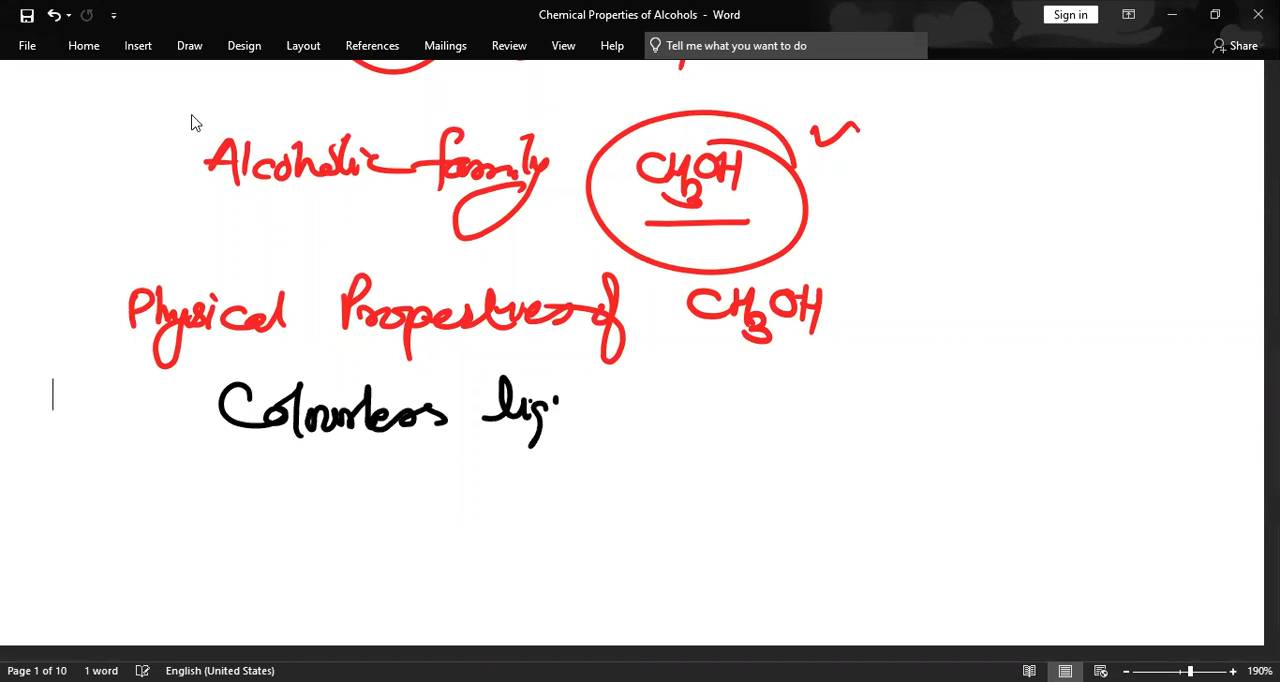 Chemical Properties of Alcohols - Word
Sign in
File Home Insert Draw Design Layout References Mailings Review View Help Tell me what you want to do Share
Alcoholic family CH3OH
Physical Properties of CH3OH
Colourless liq
Page 1 of 10 1 word English (United States) 190%